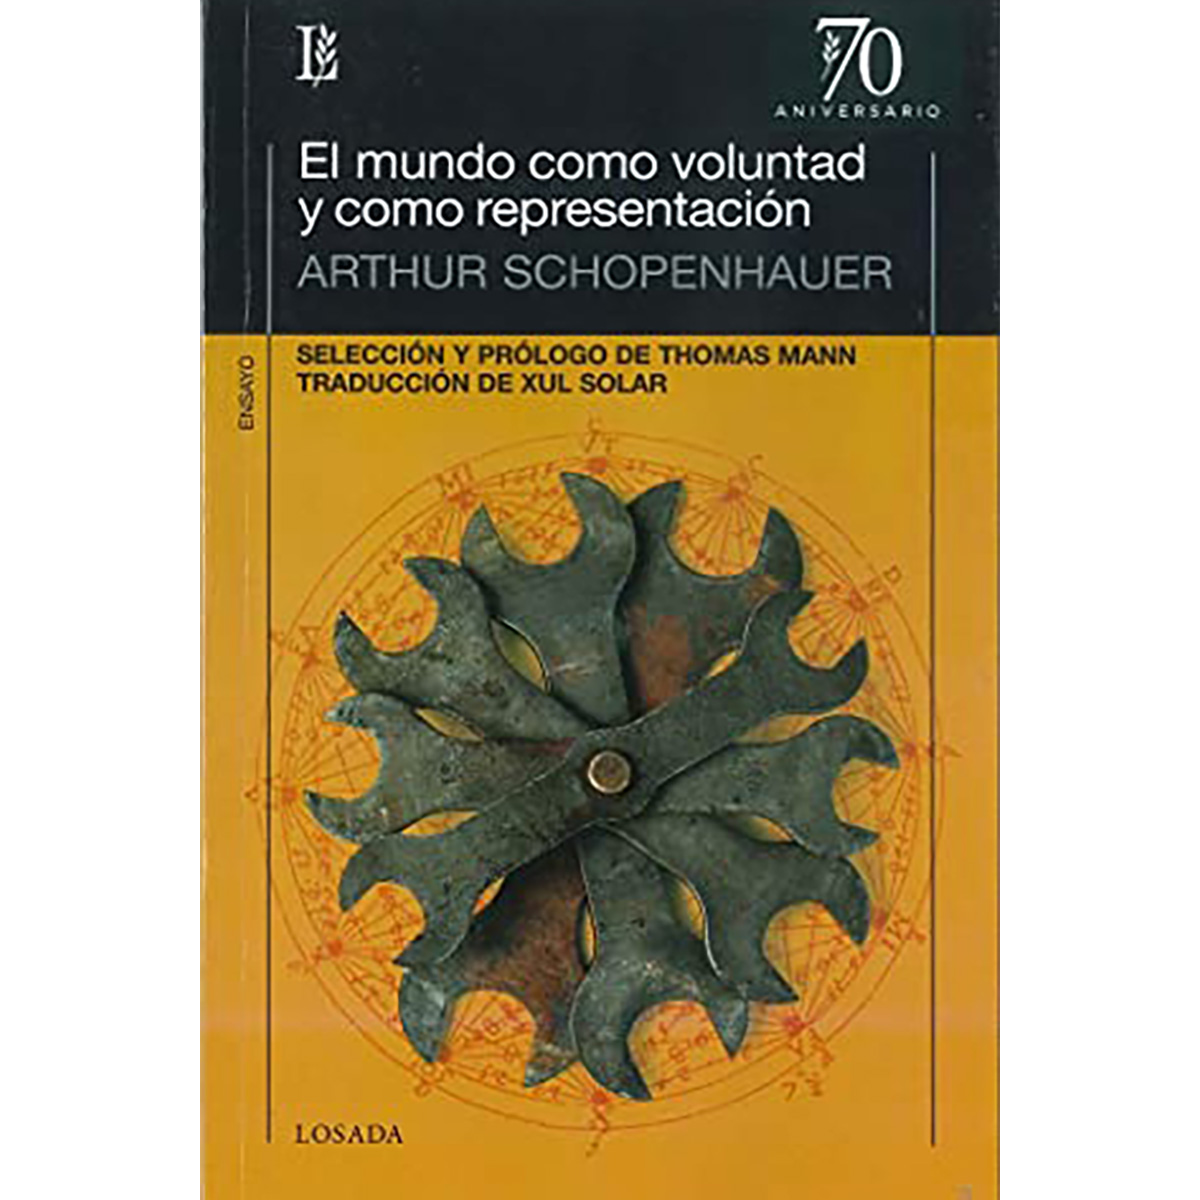 L
70
ANIVERSARIO
El mundo como voluntad
y como representación
ARTHUR SCHOPENHAUER
SELECCIÓN Y PRÓLOGO DE THOMAS MANN
TRADUCCIÓN DE XUL SOLAR
ENSAYO
LOSADA